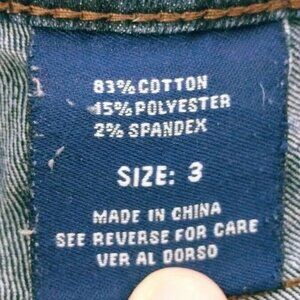 83% COTTON
15% POLYESTER
2% SPANDEX
SIZE: 3
MADE IN CHINA
SEE REVERSE FOR CARE
VER AL DORSO